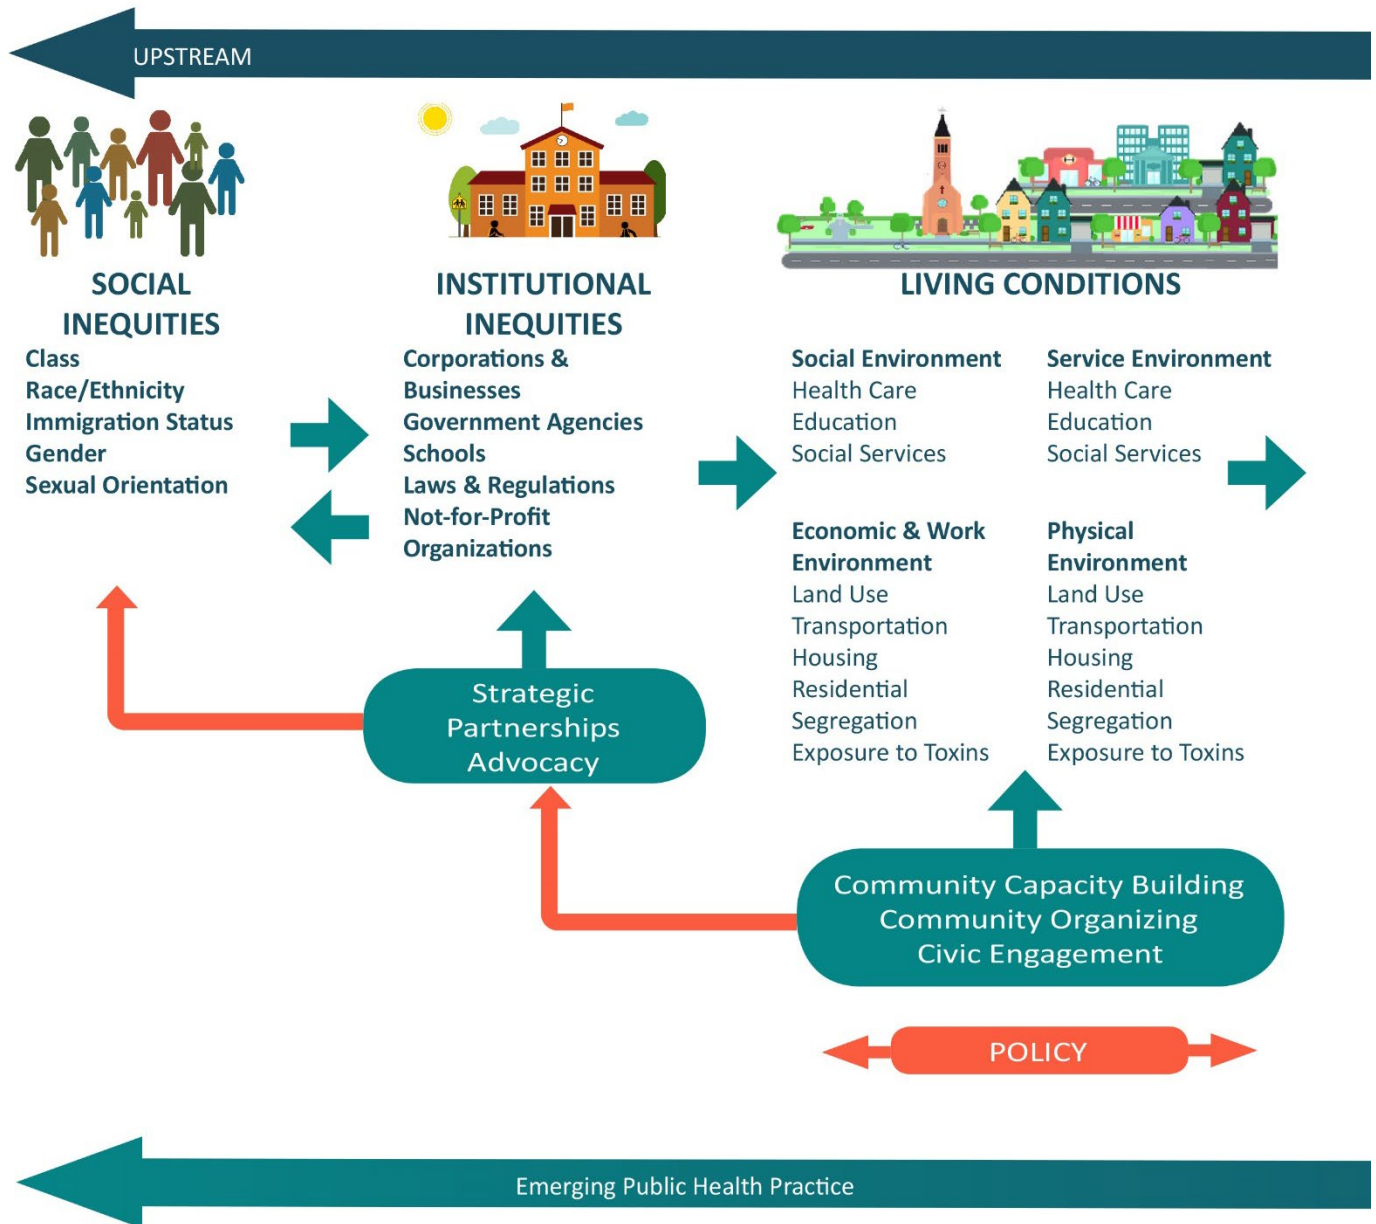 UPSTREAM
SOCIAL
INEQUITIES
Class
Race/Ethnicity
Immigration Status
Gender
Sexual Orientation
INSTITUTIONAL
INEQUITIES
Corporations &
Businesses
Government Agencies
Schools
Laws & Regulations
Not-for-Profit
Organizations
LIVING CONDITIONS
Social Environment
Health Care
Education
Social Services
Service Environment
Health Care
Education
Social Services
Economic & Work
Environment
Land Use
Transportation
Housing
Residential
Segregation
Exposure to Toxins
Physical
Environment
Land Use
Transportation
Housing
Residential
Segregation
Exposure to Toxins
Strategic
Partnerships
Advocacy
Community Capacity Building
Community Organizing
Civic Engagement
POLICY
Emerging Public Health Practice